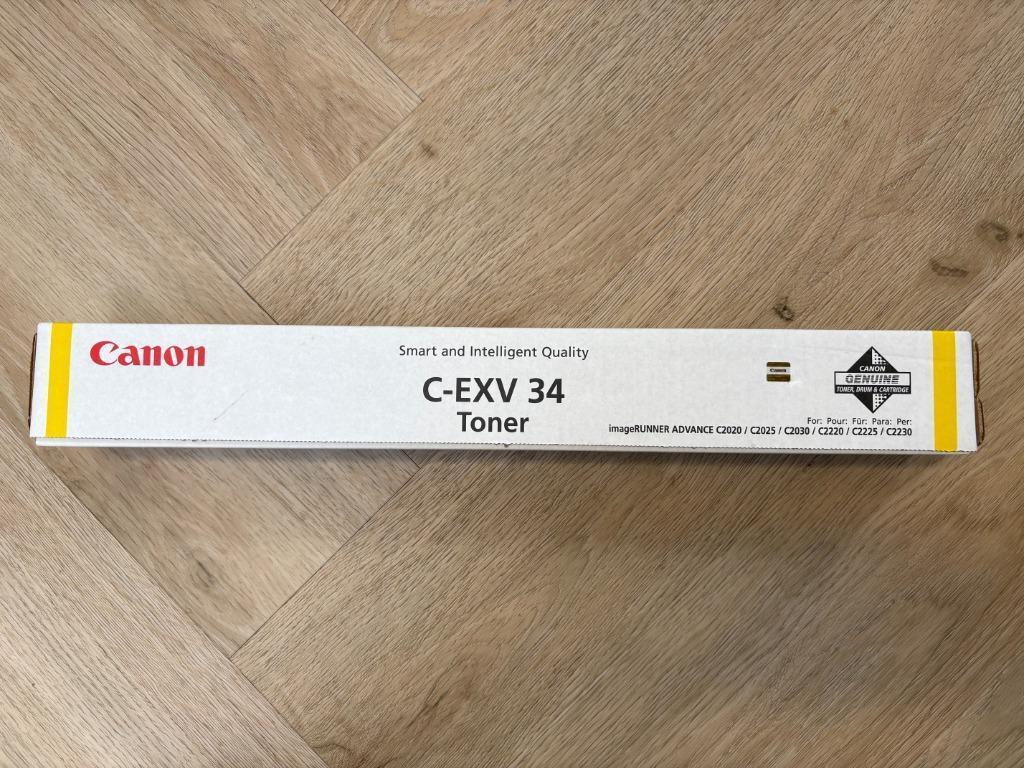 Canon
Smart and Intelligent Quality
C-EXV 34
Toner
Canon
CANON
GENUINE
TONER, DRUM & CARTRIDGE
For: Pour: Für: Para: Per:
imageRUNNER ADVANCE C2020 / C2025 / C2030 / C2220 / C2225 / C2230